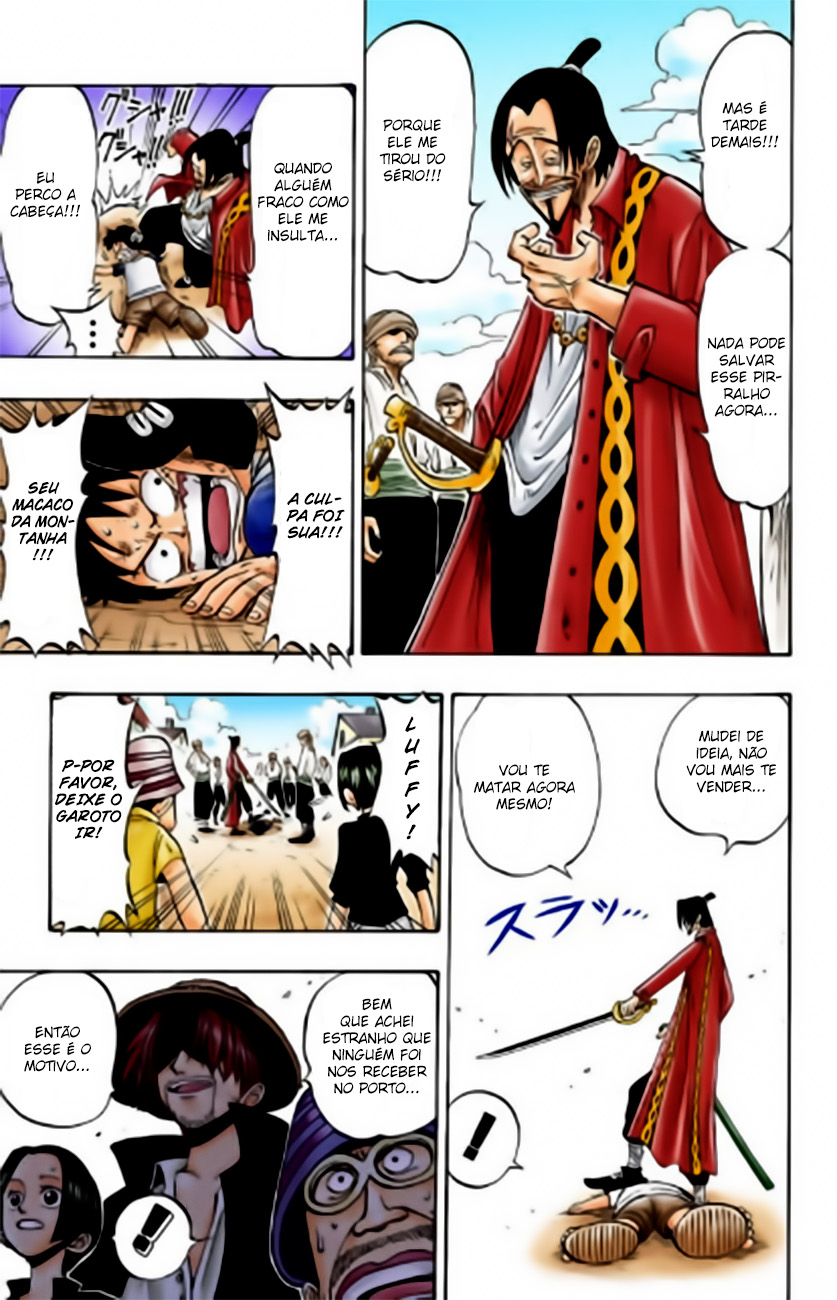 MAS É
TARDE
DEMAIS!!!
NADA PODE
SALVAR
ESSE PIR-
RALHO
AGORA...
PORQUE
ELE ME
TIROU DO
SÉRIO!!!
QUANDO
ALGUÉM
FRACO COMO
ELE ME
INSULTA...
グシャ!!!
グシャ!!
EU
PERCO A
CABEÇA!!!
...
A CUL-
PA FOI
SUA!!!
SEU
MACACO
DA MON-
TANHA
!!!
MUDEI DE
IDEIA, NÃO
VOU MAIS TE
VENDER...
VOU TE
MATAR AGORA
MESMO!
スラッ...
!
LUFFY!
P-POR
FAVOR,
DEIXE O
GAROTO
IR!
BEM
QUE ACHEI
ESTRANHO QUE
NINGUÉM FOI
NOS RECEBER
NO PORTO...
ENTÃO
ESSE É O
MOTIVO...
!